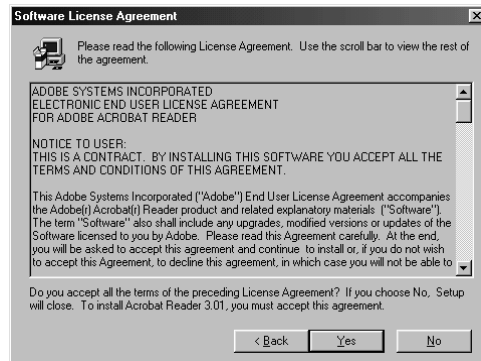 Software License Agreement
Please read the following License Agreement. Use the scroll bar to view the rest of
the agreement.
ADOBE SYSTEMS INCORPORATED
ELECTRONIC END USER LICENSE AGREEMENT
FOR ADOBE ACROBAT READER
NOTICE TO USER:
THIS IS A CONTRACT. BY INSTALLING THIS SOFTWARE YOU ACCEPT ALL THE
TERMS AND CONDITIONS OF THIS AGREEMENT.
This Adobe Systems Incorporated ("Adobe") End User License Agreement accompanies
the Adobe(r) Acrobat(r) Reader product and related explanatory materials ("Software").
The term "Software" also shall include any upgrades, modified versions or updates of the
Software licensed to you by Adobe. Please read this Agreement carefully. At the end,
you will be asked to accept this agreement and continue to install or, if you do not wish
to accept this Agreement, to decline this agreement, in which case you will not be able to
Do you accept all the terms of the preceding License Agreement? If you choose No, Setup
will close. To install Acrobat Reader 3.01, you must accept this agreement.
< Back Yes No